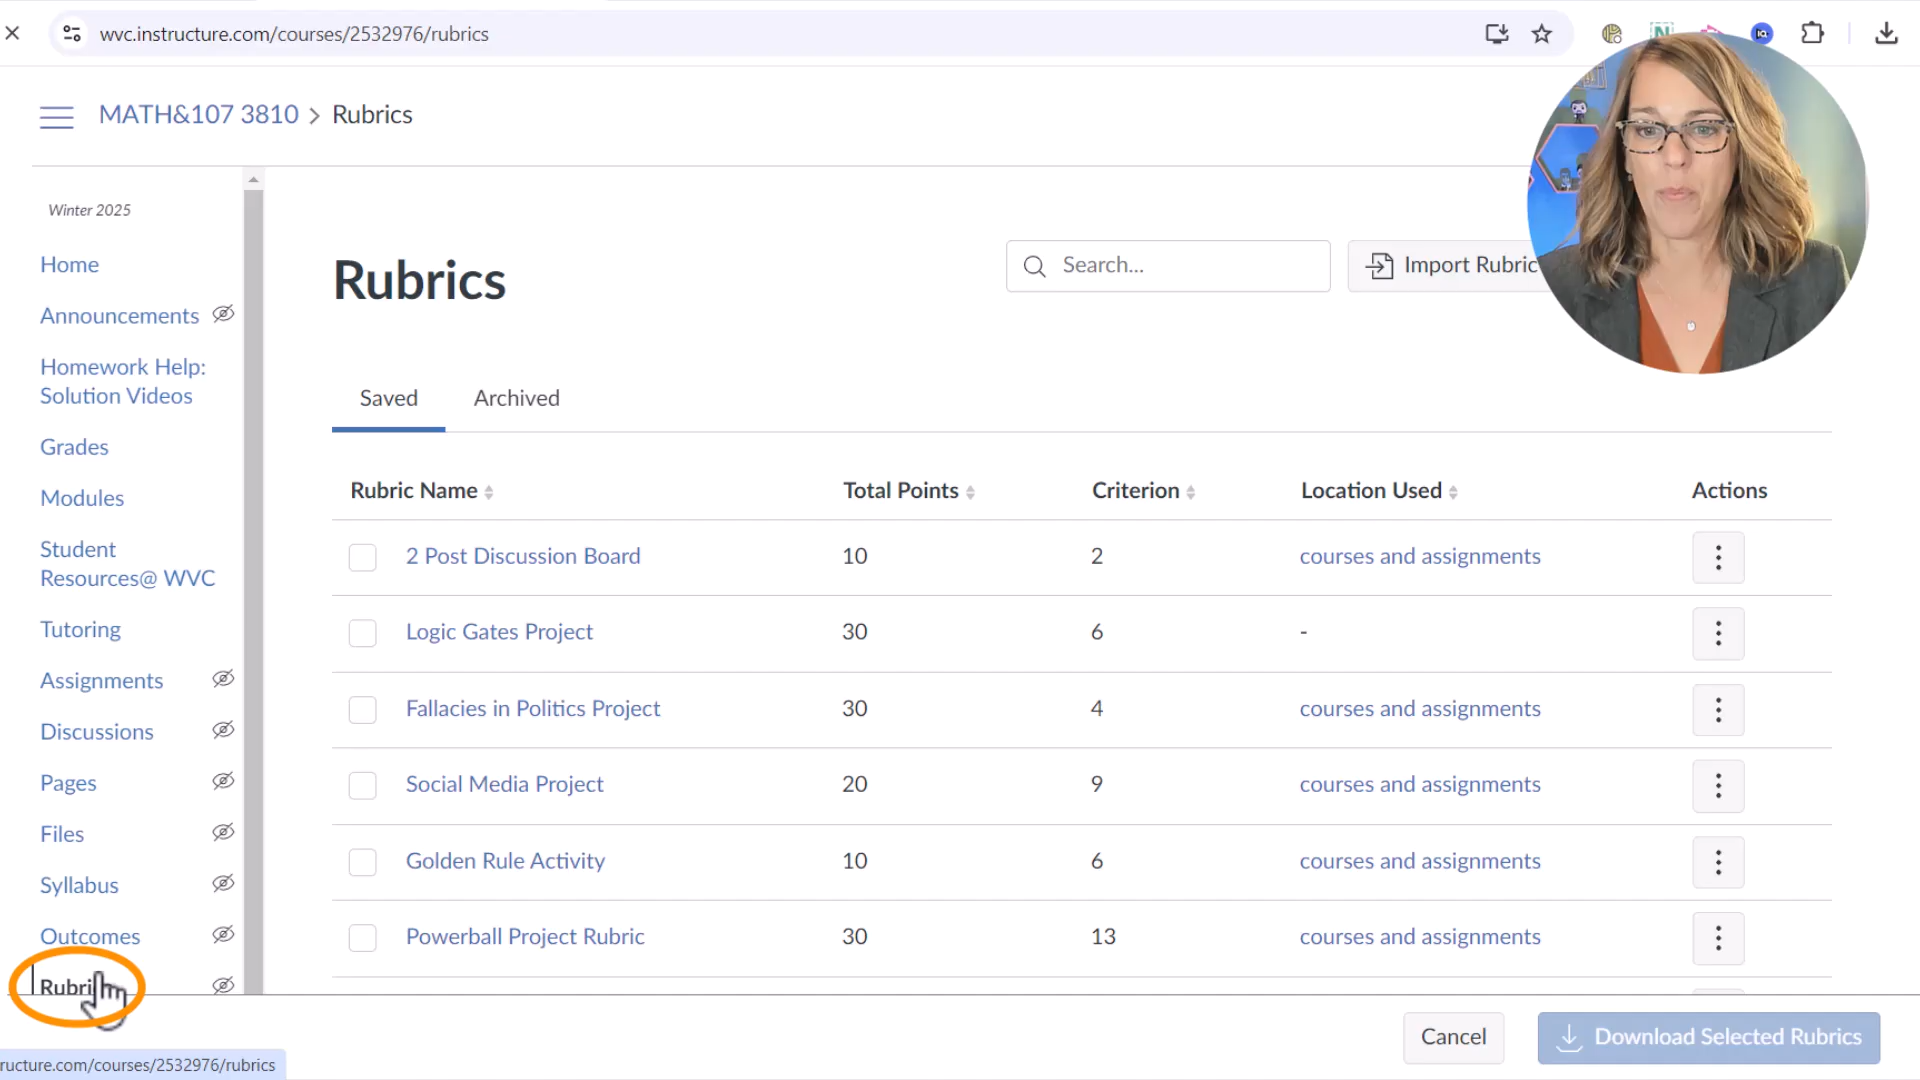 wvc.instructure.com/courses/2532976/rubrics
MATH&107 3810 > Rubrics
Winter 2025
Home
Announcements
Homework Help:
Solution Videos
Grades
Modules
Student
Resources@ WVC
Tutoring
Assignments
Discussions
Pages
Files
Syllabus
Outcomes
Rubri
Rubrics
Search...
Import Rubric
Saved
Archived
Rubric Name Total Points Criterion Location Used Actions
2 Post Discussion Board 10 2 courses and assignments
Logic Gates Project 30 6 -
Fallacies in Politics Project 30 4 courses and assignments
Social Media Project 20 9 courses and assignments
Golden Rule Activity 10 6 courses and assignments
Powerball Project Rubric 30 13 courses and assignments
Cancel
Download Selected Rubrics
ructure.com/courses/2532976/rubrics